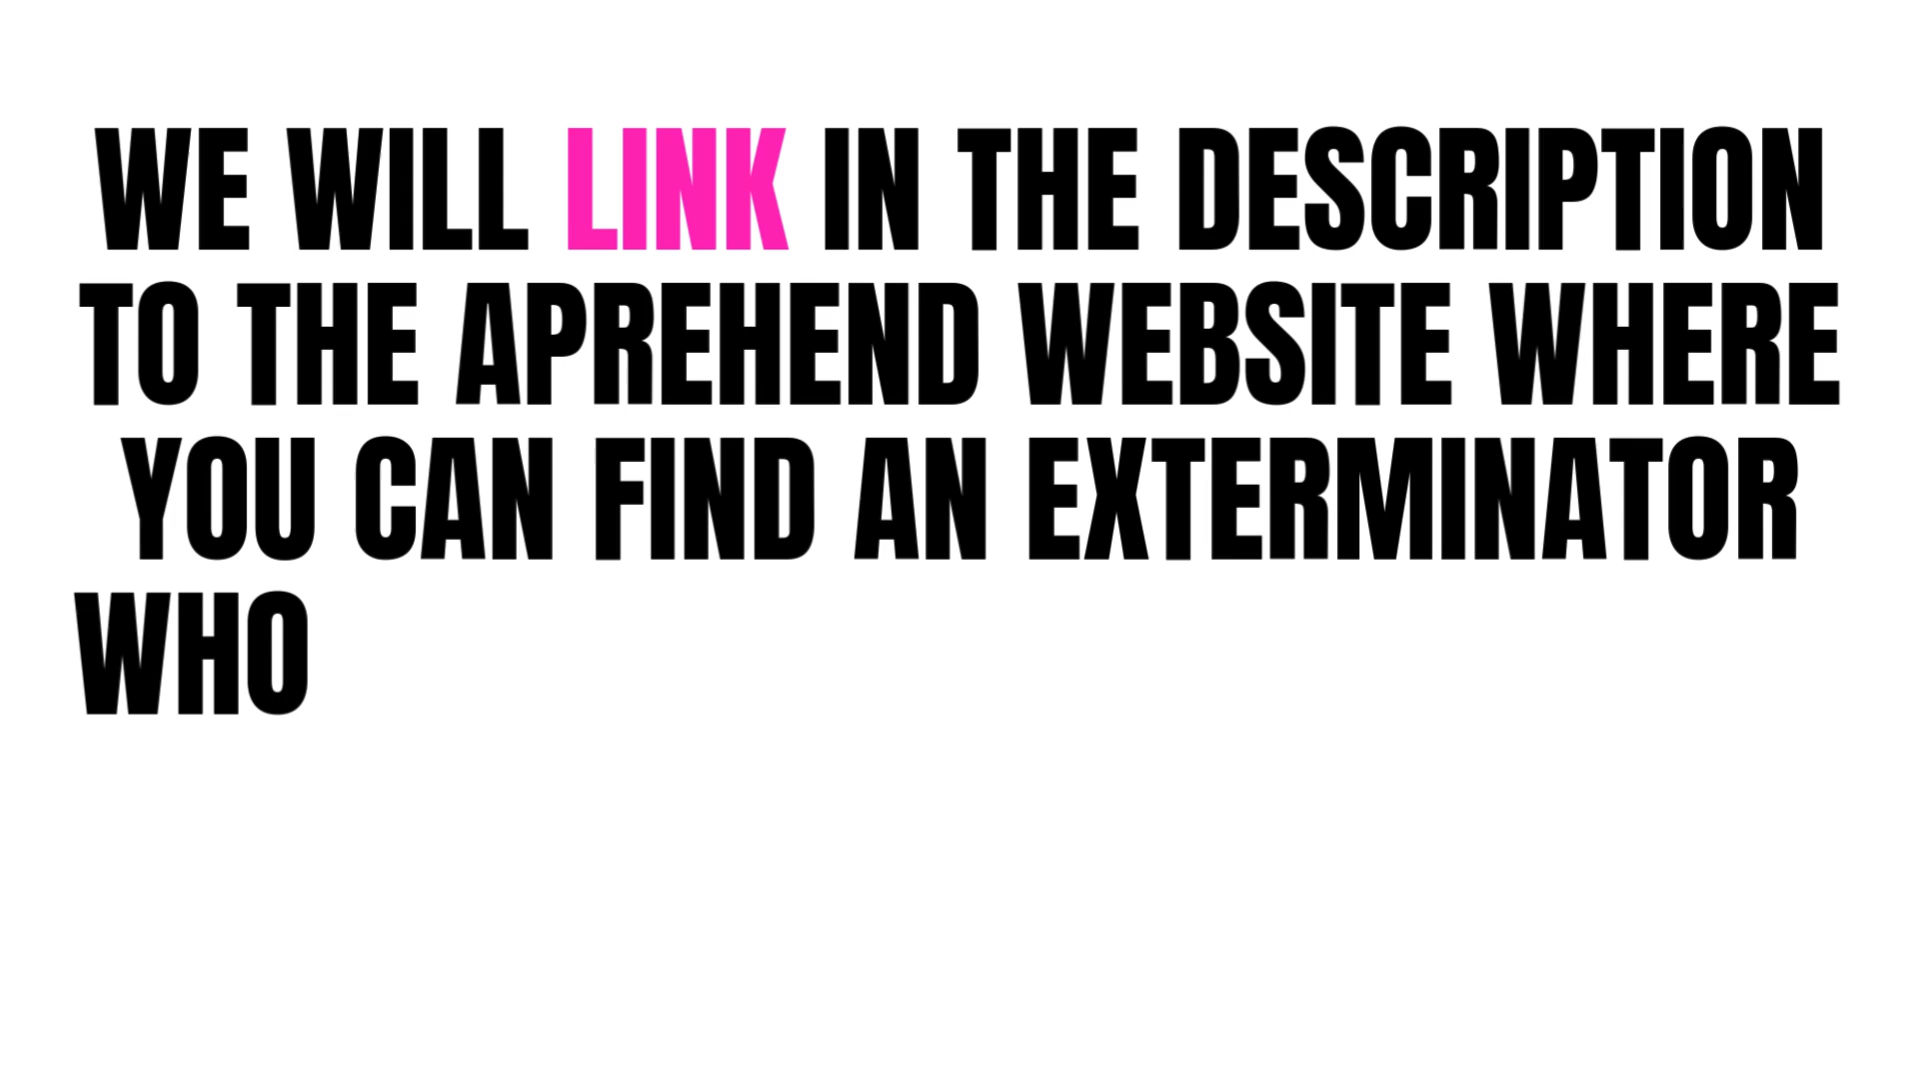 WE WILL LINK IN THE DESCRIPTION
TO THE APREHEND WEBSITE WHERE
YOU CAN FIND AN EXTERMINATOR
WHO